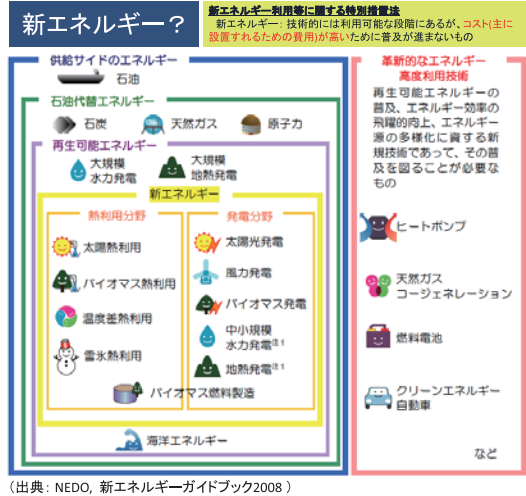 新エネルギー？
新エネルギー利用等に関する特別措置法
新エネルギー： 技術的には利用可能な段階にあるが、コスト(主に
設置すれるための費用)が高いために普及が進まないもの
供給サイドのエネルギー
石油
石油代替エネルギー
石炭
天然ガス
原子力
再生可能エネルギー
大規模
水力発電
大規模
地熱発電
新エネルギー
熱利用分野
太陽熱利用
バイオマス熱利用
温度差熱利用
雪氷熱利用
発電分野
太陽光発電
風力発電
バイオマス発電
中小規模
水力発電注1
地熱発電注1
バイオマス燃料製造
海洋エネルギー
革新的なエネルギー
高度利用技術
再生可能エネルギーの
普及、エネルギー効率の
飛躍的向上、エネルギー
源の多様化に資する新
規技術であって、その普
及を図ることが必要な
もの
ヒートポンプ
天然ガス
コージェネレーション
燃料電池
クリーンエネルギー
自動車
など
（出典： NEDO, 新エネルギーガイドブック2008 ）